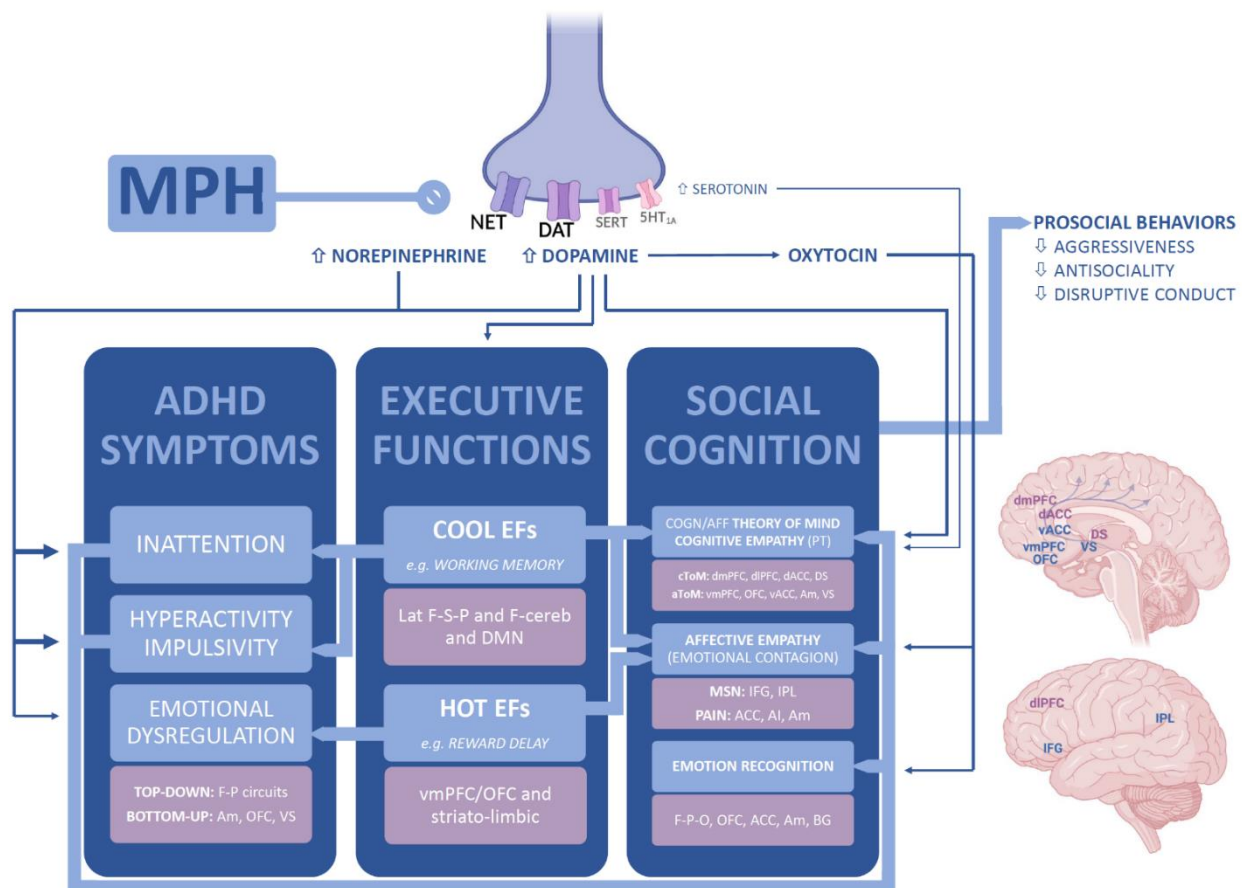 MPH
NET
DAT
SERT
5HT1A
⇧ SEROTONIN
⇧ NOREPINEPHRINE
⇧ DOPAMINE
OXYTOCIN
PROSOCIAL BEHAVIORS
⇩ AGGRESSIVENESS
⇩ ANTISOCIALITY
⇩ DISRUPTIVE CONDUCT
ADHD
SYMPTOMS
INATTENTION
HYPERACTIVITY
IMPULSIVITY
EMOTIONAL
DYSREGULATION
TOP-DOWN: F-P circuits
BOTTOM-UP: Am, OFC, VS
EXECUTIVE
FUNCTIONS
COOL EFs
e.g. WORKING MEMORY
Lat F-S-P and F-cereb
and DMN
HOT EFs
e.g. REWARD DELAY
vmPFC/OFC and
striato-limbic
SOCIAL
COGNITION
COGN/AFF THEORY OF MIND
COGNITIVE EMPATHY (PT)
cToM: dmPFC, dlPFC, dACC, DS
aToM: vmPFC, OFC, vACC, Am, VS
AFFECTIVE EMPATHY
(EMOTIONAL CONTAGION)
MSN: IFG, IPL
PAIN: ACC, AI, Am
EMOTION RECOGNITION
F-P-O, OFC, ACC, Am, BG
dmPFC
dACC
vACC
DS
vmPFC
VS
OFC
dlPFC
IPL
IFG